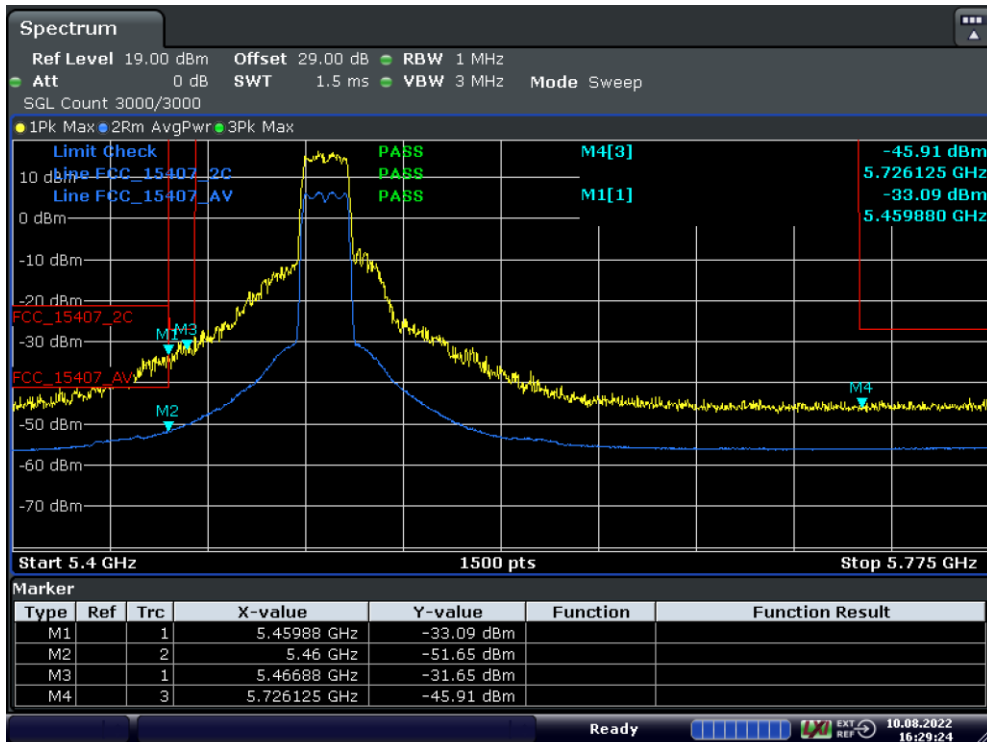 Spectrum
Ref Level 19.00 dBm Offset 29.00 dB RBW 1 MHz
Att 0 dB SWT 1.5 ms VBW 3 MHz Mode Sweep
SGL Count 3000/3000
1Pk Max 2Rm AvgPwr 3Pk Max
Limit Check PASS M4[3] -45.91 dBm
10 dBm Line FCC_15407_2C PASS 5.726125 GHz
Line FCC_15407_AV PASS M1[1] -33.09 dBm
0 dBm 5.459880 GHz
-10 dBm
-20 dBm
FCC_15407_2C
M1 M3
-30 dBm
FCC_15407_AV
-40 dBm
M4
M2
-50 dBm
-60 dBm
-70 dBm
Start 5.4 GHz 1500 pts Stop 5.775 GHz
Marker
Type Ref Trc X-value Y-value Function Function Result
M1 1 5.45988 GHz -33.09 dBm
M2 2 5.46 GHz -51.65 dBm
M3 1 5.46688 GHz -31.65 dBm
M4 3 5.726125 GHz -45.91 dBm
Ready LXI EXT REF 10.08.2022
16:29:24